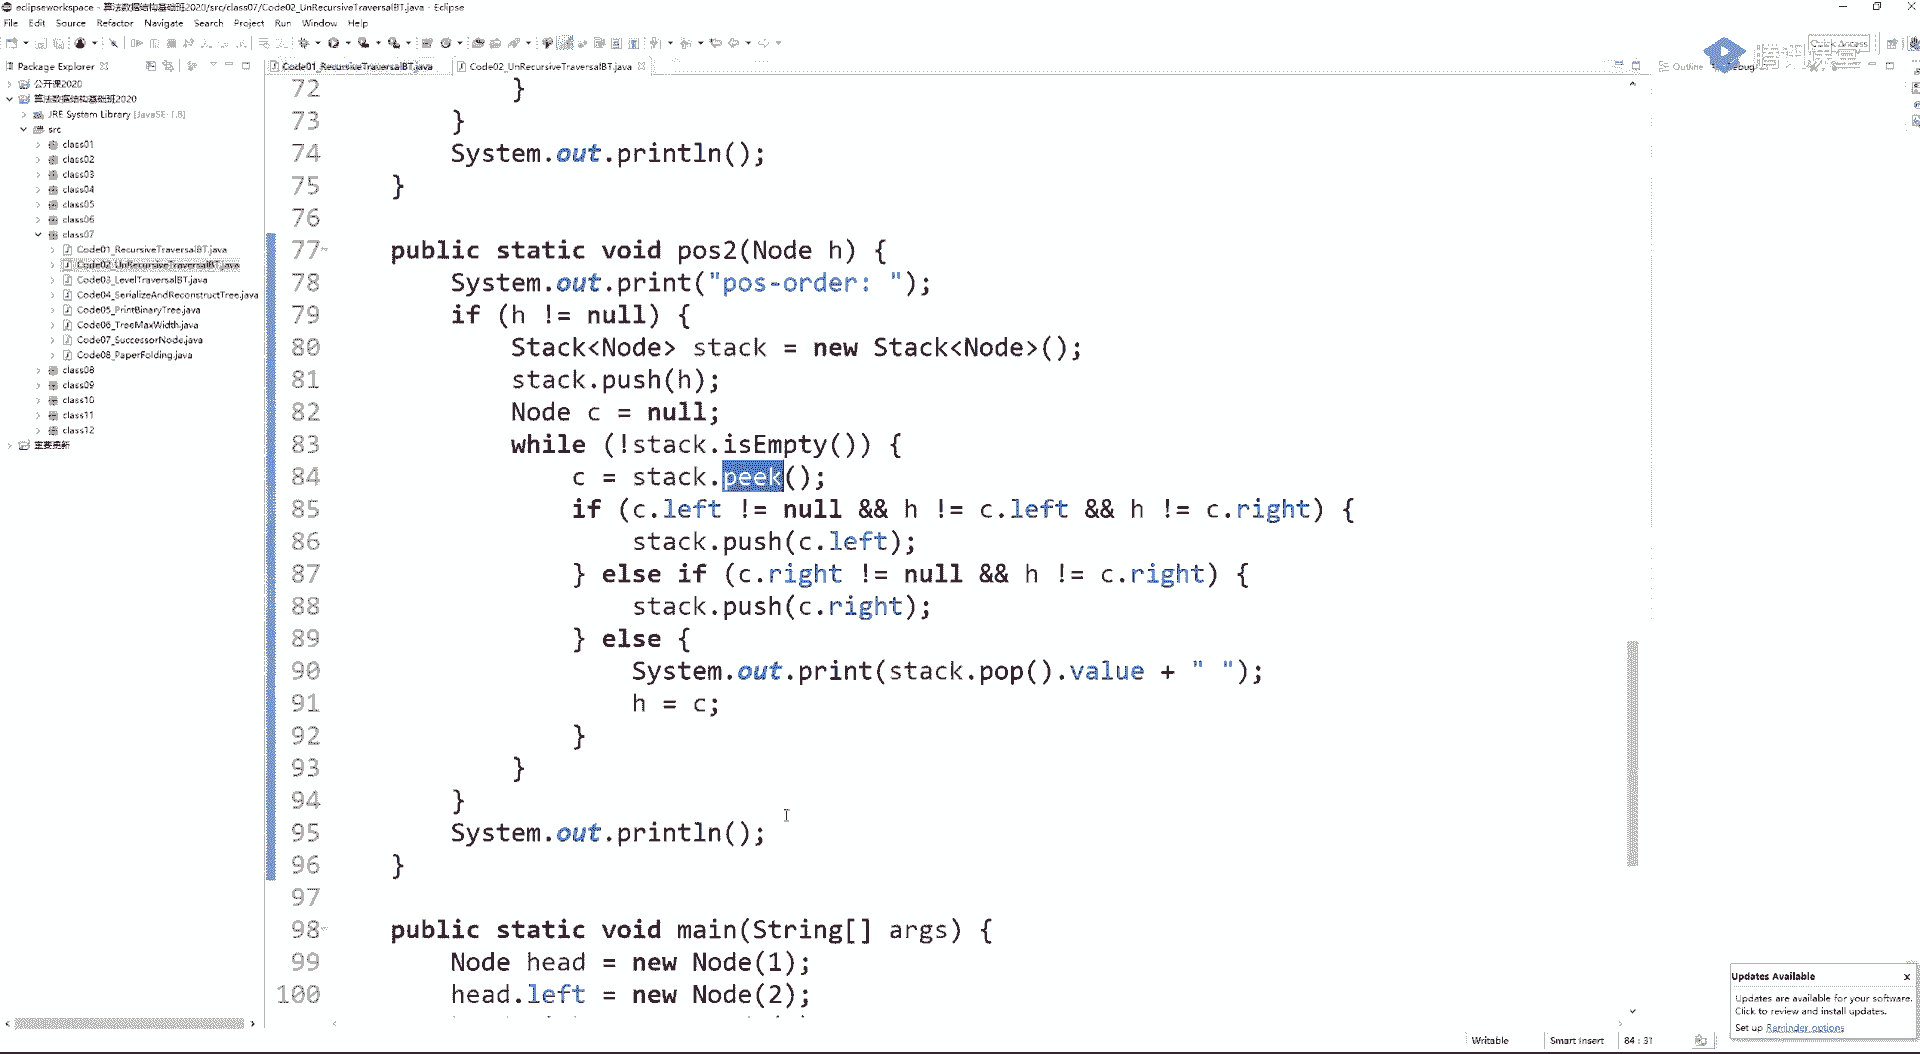 eclipseworkspace - 算法数据结构基础班2020/src/class07/Code02_UnRecursiveTraversalBT.java - Eclipse
File Edit Source Refactor Navigate Search Project Run Window Help
Quick Access
Package Explorer
Code01_RecursiveTraversalBT.java
Code02_UnRecursiveTraversalBT.java
Outline
公开课2020
算法数据结构基础班2020
JRE System Library [JavaSE-1.8]
src
class01
class02
class03
class04
class05
class06
class07
Code01_RecursiveTraversalBT.java
Code02_UnRecursiveTraversalBT.java
Code03_LevelTraversalBT.java
Code04_SerializeAndReconstructTree.java
Code05_PrintBinaryTree.java
Code06_TreeMaxWidth.java
Code07_SuccessorNode.java
Code08_PaperFolding.java
class08
class09
class10
class11
class12
72 }
73 }
74 System.out.println();
75 }
76
77 public static void pos2(Node h) {
78 System.out.print("pos-order: ");
79 if (h != null) {
80 Stack<Node> stack = new Stack<Node>();
81 stack.push(h);
82 Node c = null;
83 while (!stack.isEmpty()) {
84 c = stack.peek();
85 if (c.left != null && h != c.left && h != c.right) {
86 stack.push(c.left);
87 } else if (c.right != null && h != c.right) {
88 stack.push(c.right);
89 } else {
90 System.out.print(stack.pop().value + " ");
91 h = c;
92 }
93 }
94 }
95 System.out.println();
96 }
97
98 public static void main(String[] args) {
99 Node head = new Node(1);
100 head.left = new Node(2);
Updates Available
Updates are available for your software.
Click to review and install updates.
Set up Reminder options
Writable Smart Insert 84 : 31